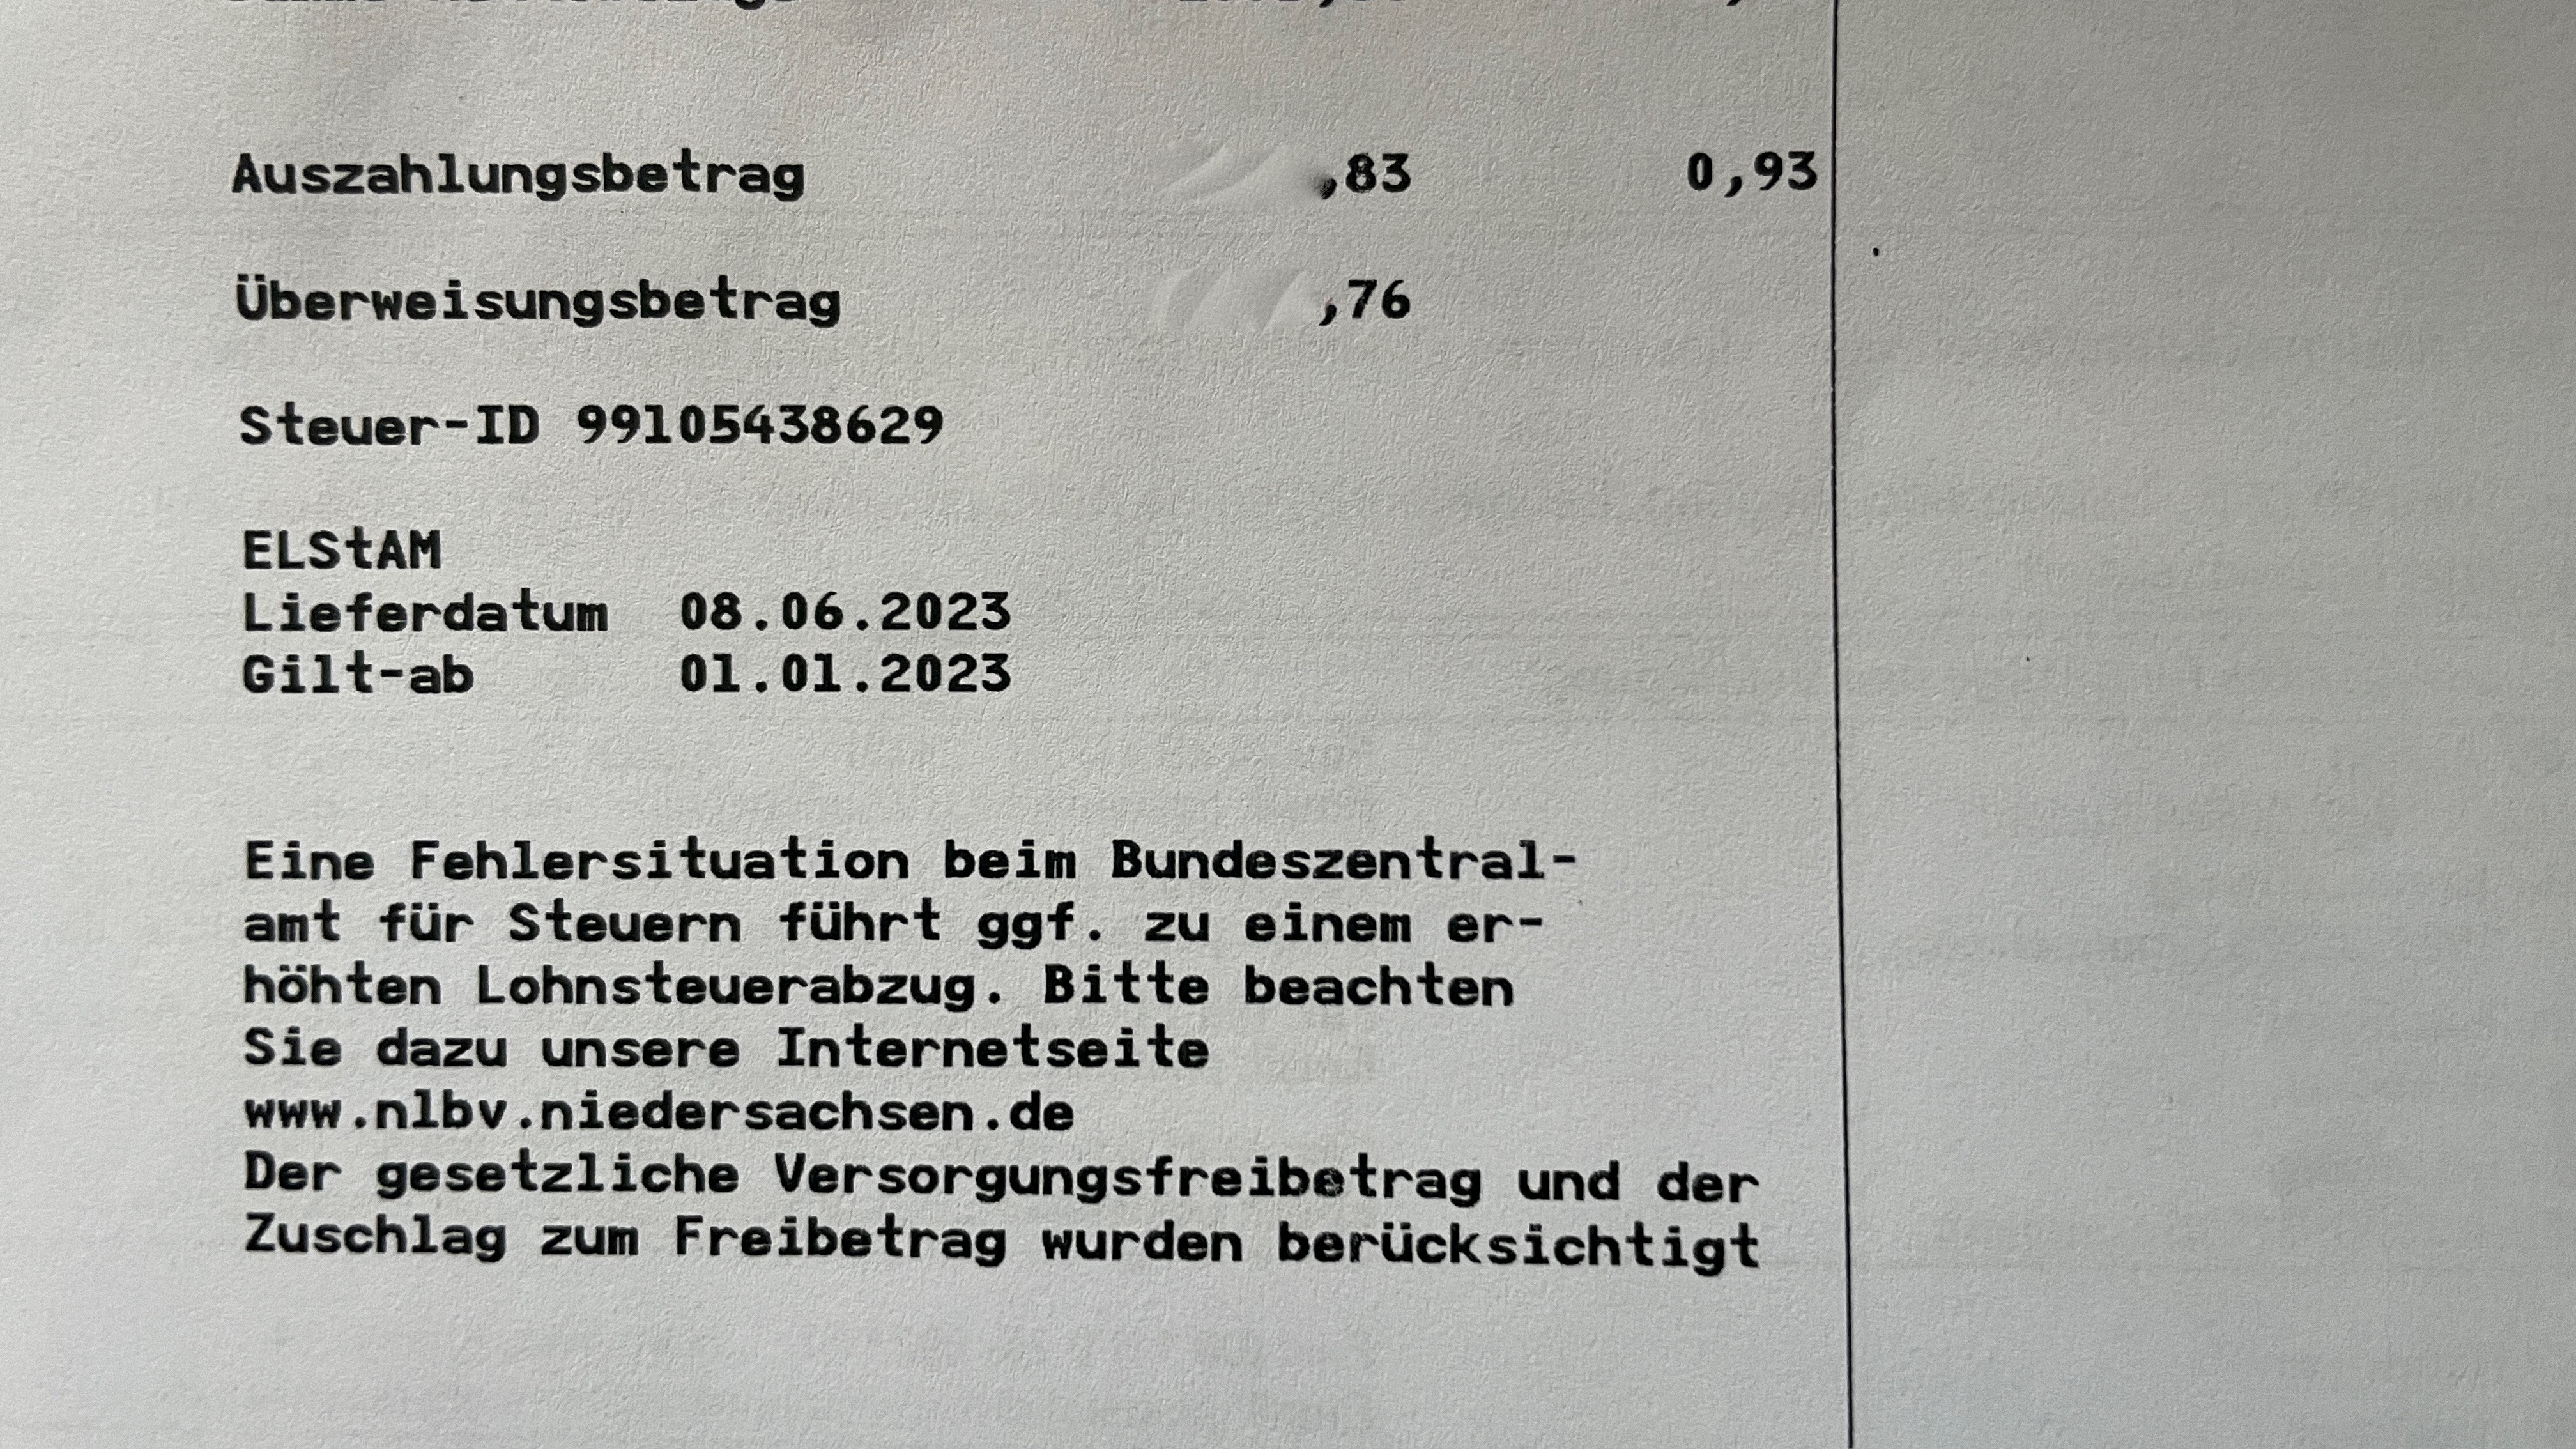 Auszahlungsbetrag ,83 0,93
Überweisungsbetrag ,76
Steuer-ID 99105438629
ELStAM
Lieferdatum 08.06.2023
Gilt-ab 01.01.2023
Eine Fehlersituation beim Bundeszentral-
amt für Steuern führt ggf. zu einem er-
höhten Lohnsteuerabzug. Bitte beachten
Sie dazu unsere Internetseite
www.nlbv.niedersachsen.de
Der gesetzliche Versorgungsfreibetrag und der
Zuschlag zum Freibetrag wurden berücksichtigt